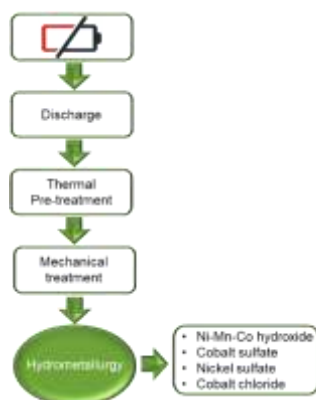 Discharge
Thermal
Pre-treatment
Mechanical
treatment
Hydrometallurgy
• Ni-Mn-Co hydroxide
• Cobalt sulfate
• Nickel sulfate
• Cobalt chloride